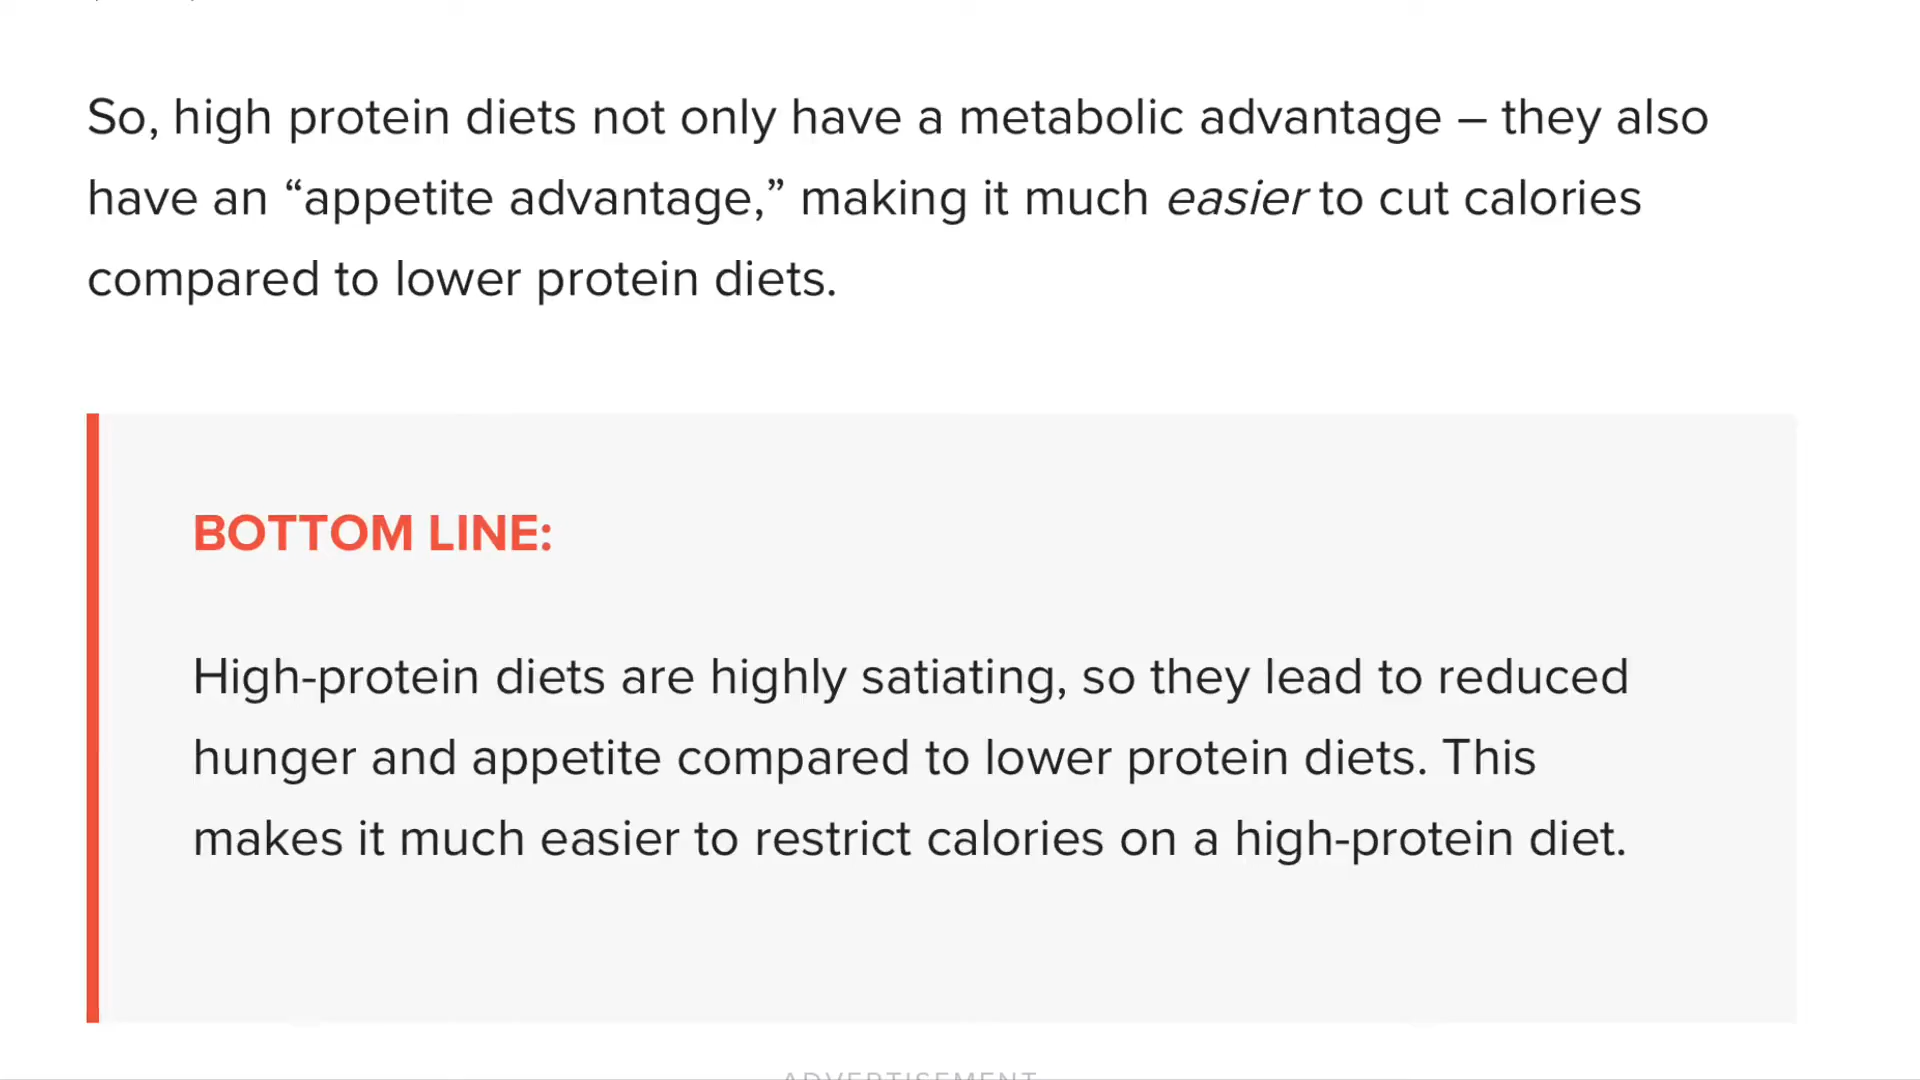 So, high protein diets not only have a metabolic advantage – they also
have an “appetite advantage,” making it much easier to cut calories
compared to lower protein diets.
BOTTOM LINE:
High-protein diets are highly satiating, so they lead to reduced
hunger and appetite compared to lower protein diets. This
makes it much easier to restrict calories on a high-protein diet.
ADVERTISEMENT